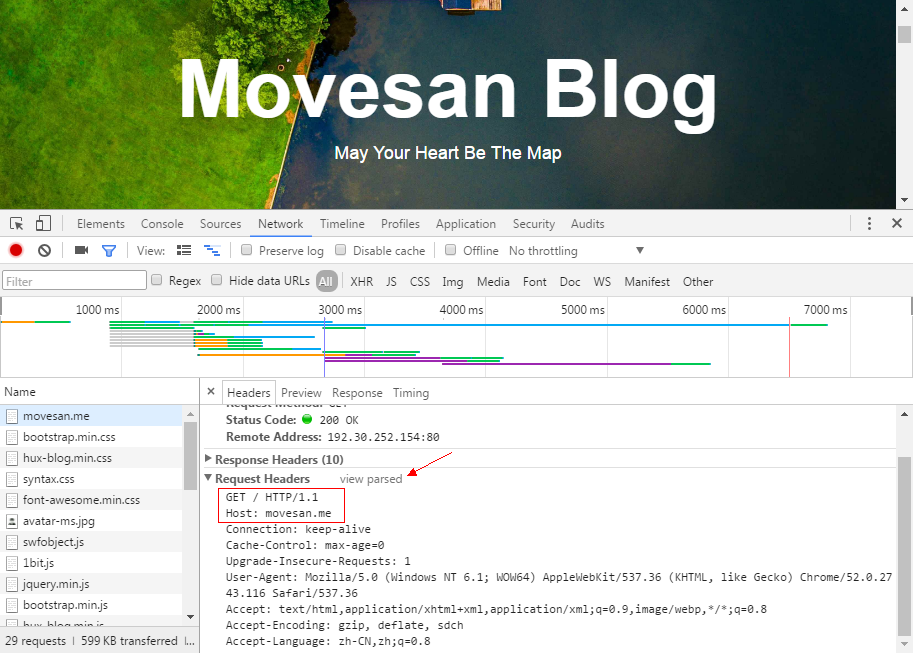 Movesan Blog
May Your Heart Be The Map
Elements Console Sources Network Timeline Profiles Application Security Audits
View: Preserve log Disable cache Offline No throttling
Filter Regex Hide data URLs All XHR JS CSS Img Media Font Doc WS Manifest Other
1000 ms 2000 ms 3000 ms 4000 ms 5000 ms 6000 ms 7000 ms
Name
movesan.me
bootstrap.min.css
hux-blog.min.css
syntax.css
font-awesome.min.css
avatar-ms.jpg
swfobject.js
1bit.js
jquery.min.js
bootstrap.min.js
hux-blog.min.js
29 requests | 599 KB transferred |...
Headers Preview Response Timing
Request Method: GET
Status Code: 200 OK
Remote Address: 192.30.252.154:80
Response Headers (10)
Request Headers view parsed
GET / HTTP/1.1
Host: movesan.me
Connection: keep-alive
Cache-Control: max-age=0
Upgrade-Insecure-Requests: 1
User-Agent: Mozilla/5.0 (Windows NT 6.1; WOW64) AppleWebKit/537.36 (KHTML, like Gecko) Chrome/52.0.27
43.116 Safari/537.36
Accept: text/html,application/xhtml+xml,application/xml;q=0.9,image/webp,*/*;q=0.8
Accept-Encoding: gzip, deflate, sdch
Accept-Language: zh-CN,zh;q=0.8